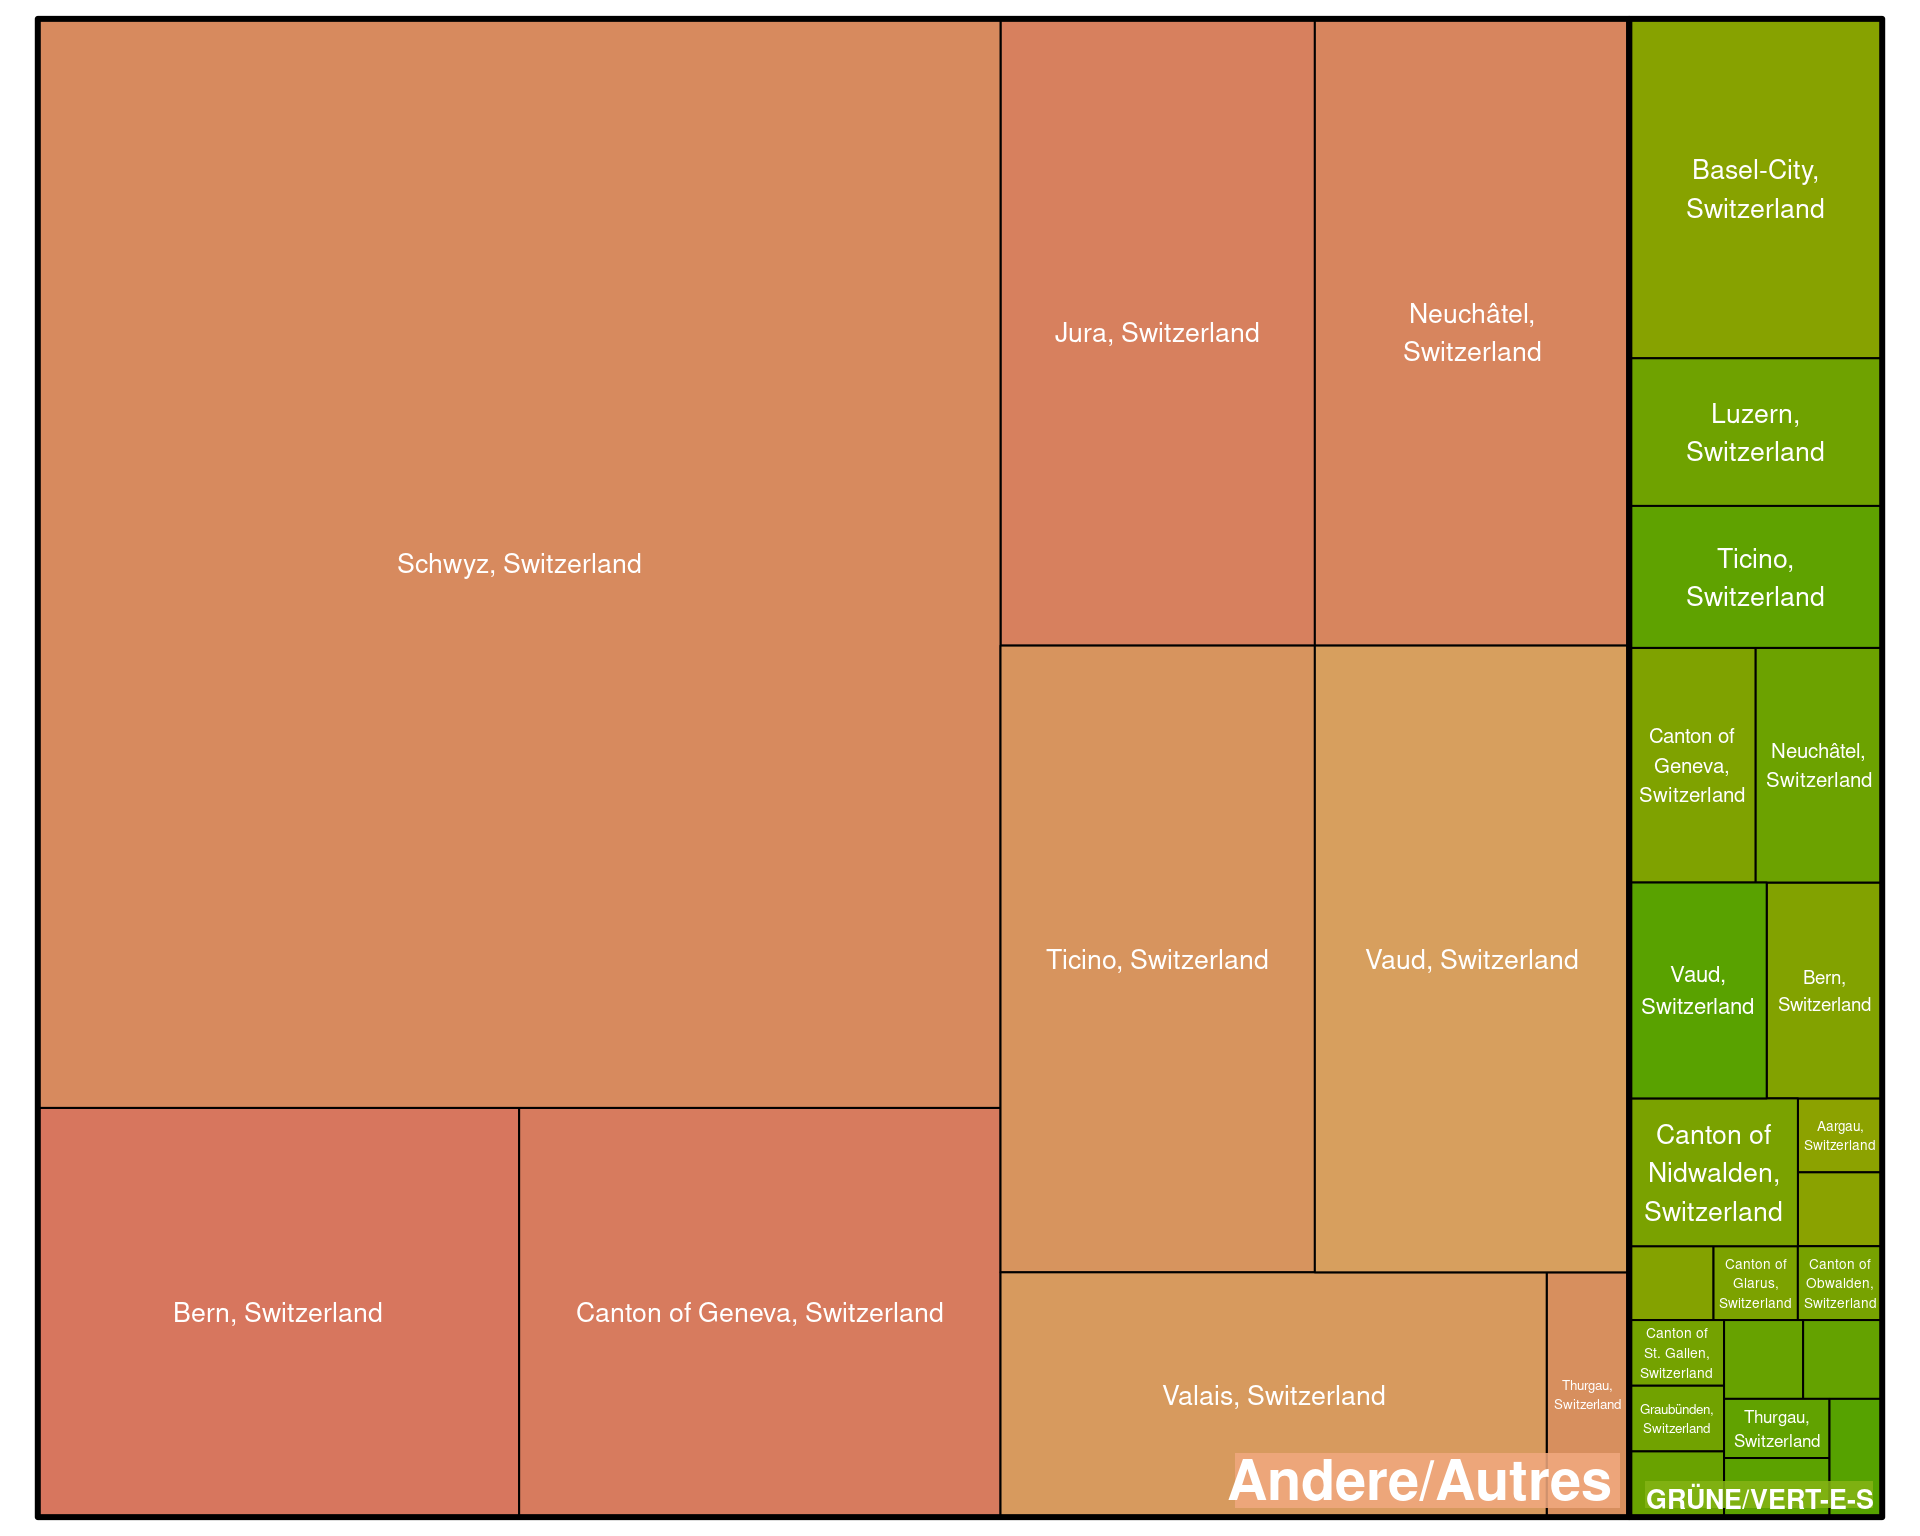 Schwyz, Switzerland
Bern, Switzerland
Canton of Geneva, Switzerland
Jura, Switzerland
Neuchâtel,
Switzerland
Ticino, Switzerland
Vaud, Switzerland
Valais, Switzerland
Thurgau,
Switzerland
Andere/Autres
Basel-City,
Switzerland
Luzern,
Switzerland
Ticino,
Switzerland
Canton of
Geneva,
Switzerland
Neuchâtel,
Switzerland
Vaud,
Switzerland
Bern,
Switzerland
Canton of
Nidwalden,
Switzerland
Aargau,
Switzerland
Canton of
Glarus,
Switzerland
Canton of
Obwalden,
Switzerland
Canton of
St. Gallen,
Switzerland
Graubünden,
Switzerland
Thurgau,
Switzerland
GRÜNE/VERT-E-S